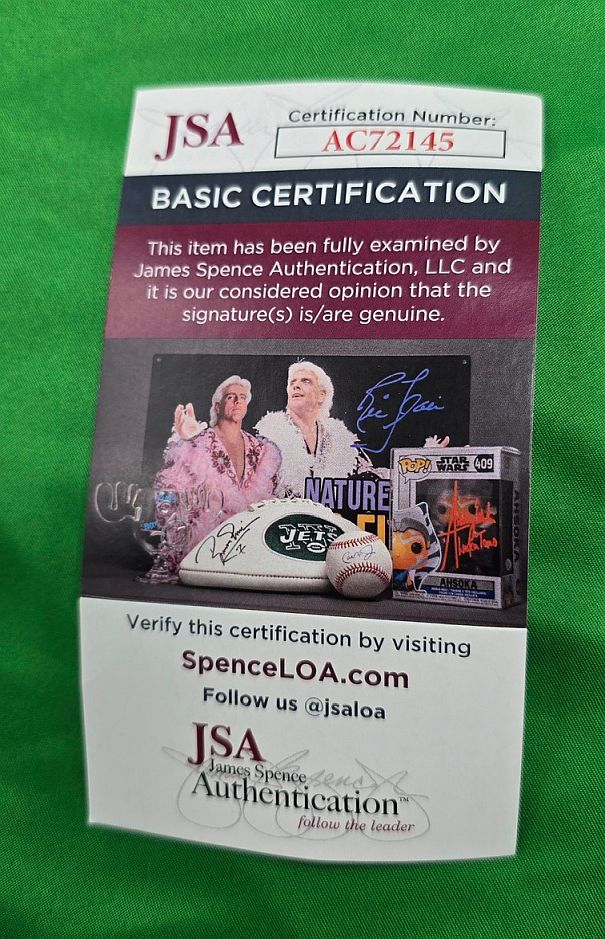 JSA
Certification Number:
AC72145
BASIC CERTIFICATION
This item has been fully examined by
James Spence Authentication, LLC and
it is our considered opinion that the
signature(s) is/are genuine.
NATURE
JETS
POP!
STAR
WARS
409
AHSOKA
AHSOKA
Verify this certification by visiting
SpenceLOA.com
Follow us @jsaloa
JSA
James Spence
Authentication™
follow the leader